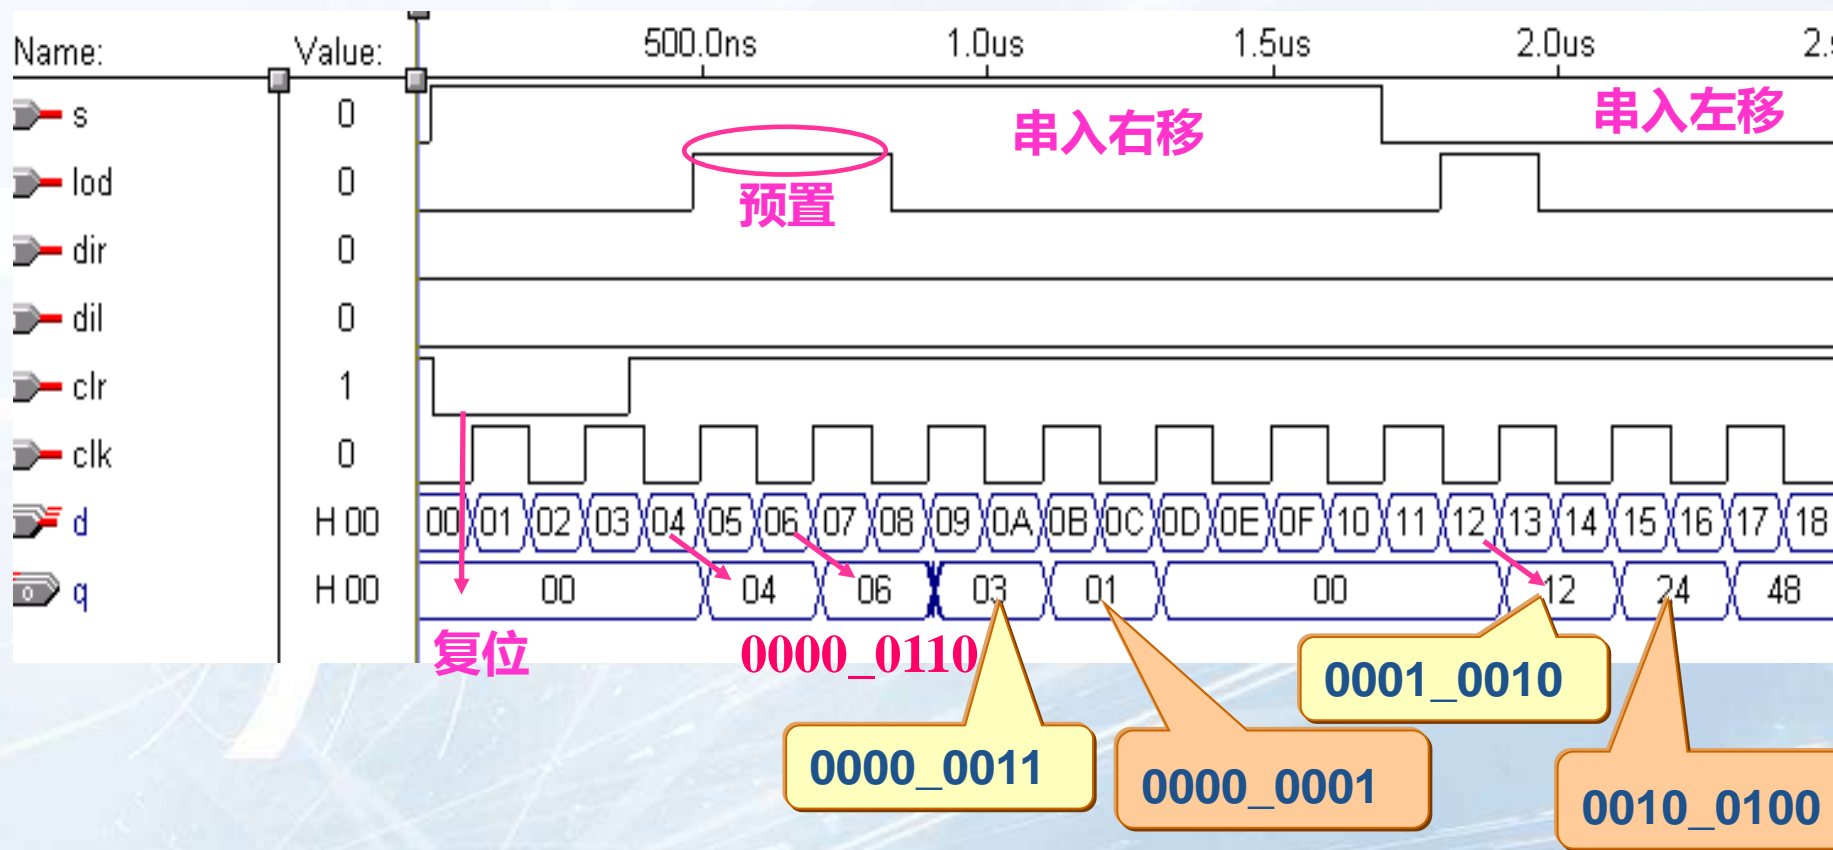 Name: Value: 500.0ns 1.0us 1.5us 2.0us 2.
s 0 串入右移 串入左移
lod 0 预置
dir 0
dil 0
clr 1
clk 0
d H 00 00 01 02 03 04 05 06 07 08 09 0A 0B 0C 0D 0E 0F 10 11 12 13 14 15 16 17 18
q H 00 00 04 06 03 01 00 12 24 48
复位 0000_0110 0001_0010
0000_0011 0000_0001 0010_0100